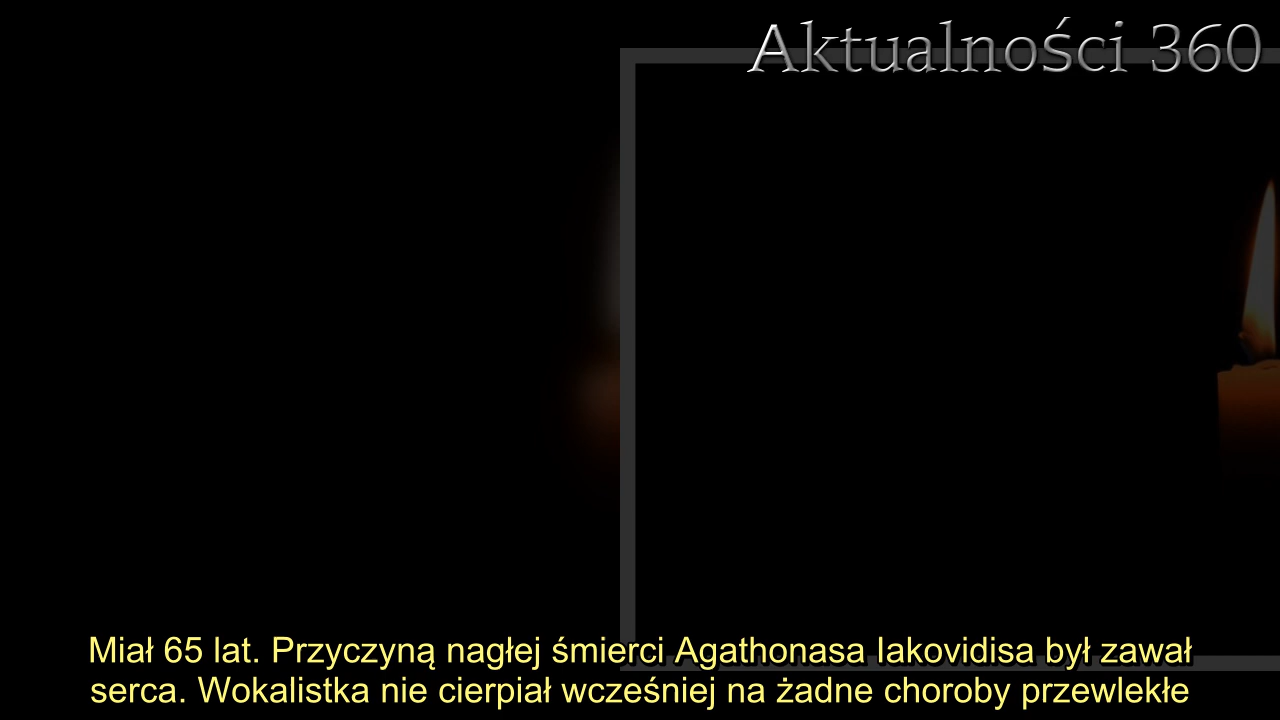 Aktualności 360
Miał 65 lat. Przyczyną nagłej śmierci Agathonasa Iakovidisa był zawał
serca. Wokalistka nie cierpiał wcześniej na żadne choroby przewlekłe